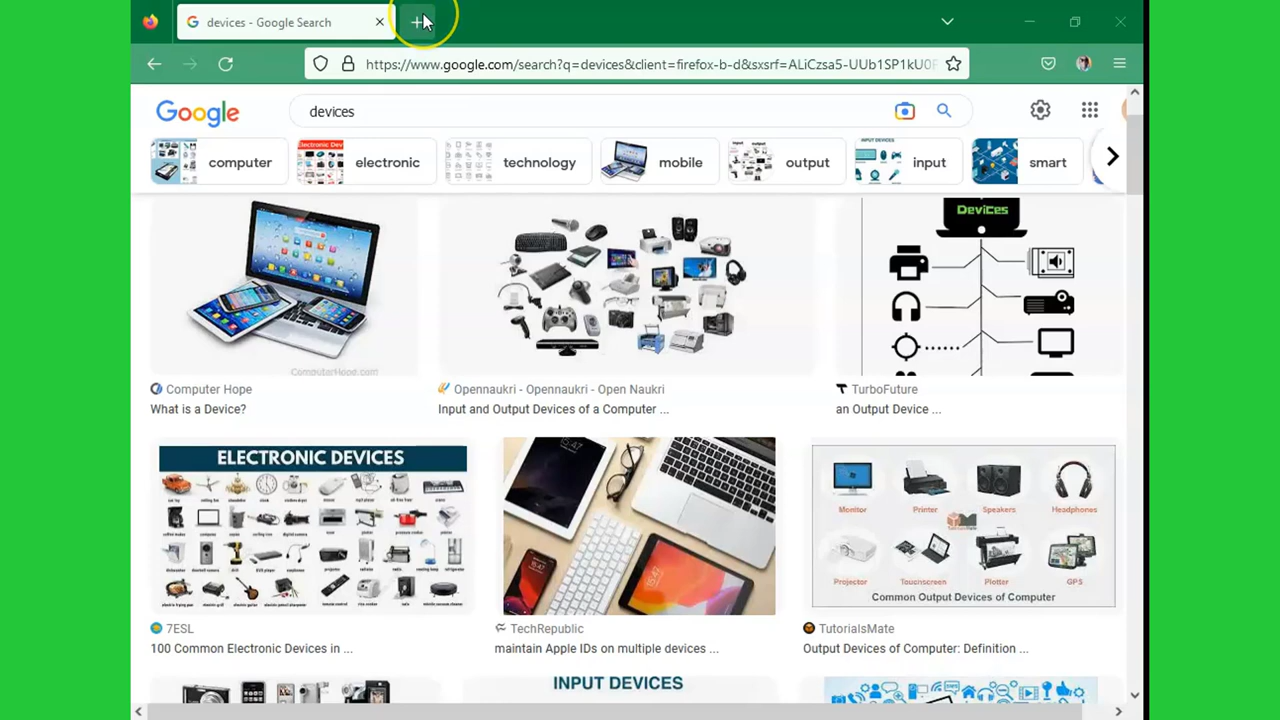 devices - Google Search
https://www.google.com/search?q=devices&client=firefox-b-d&sxsrf=ALiCzsa5-UUb1SP1kU0F
Google
devices
computer
electronic
technology
mobile
output
input
smart
Devices
ComputerHope.com
Computer Hope
What is a Device?
Opennaukri - Opennaukri - Open Naukri
Input and Output Devices of a Computer ...
TurboFuture
an Output Device ...
ELECTRONIC DEVICES
Monitor
Printer
Speakers
Headphones
Projector
Touchscreen
Plotter
GPS
Common Output Devices of Computer
7ESL
100 Common Electronic Devices in ...
TechRepublic
maintain Apple IDs on multiple devices ...
TutorialsMate
Output Devices of Computer: Definition ...
INPUT DEVICES